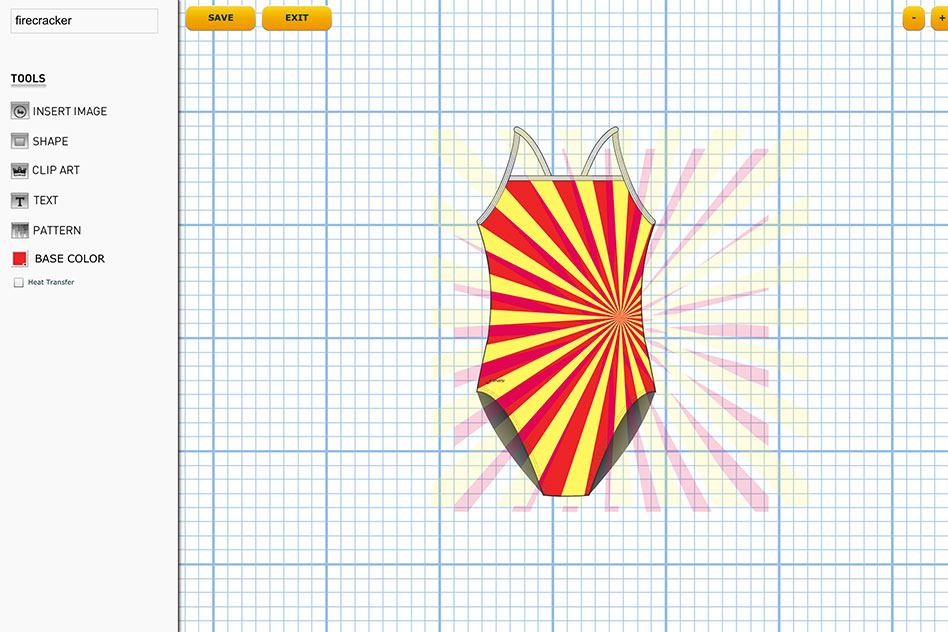 firecracker
SAVE
EXIT
-
+
TOOLS
INSERT IMAGE
SHAPE
CLIP ART
T TEXT
PATTERN
BASE COLOR
Heat Transfer